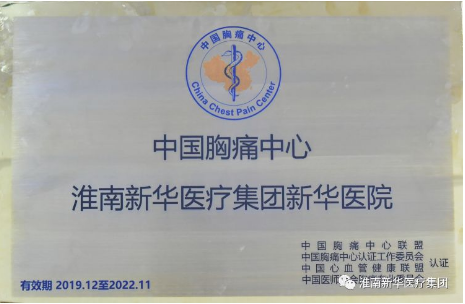 中国胸痛中心
China Chest Pain Center
中国胸痛中心
淮南新华医疗集团新华医院
中国胸痛中心联盟
中国胸痛中心认证工作委员会
中国心血管健康联盟
认证
中国医师
有效期 2019.12至2022.11
淮南新华医疗集团